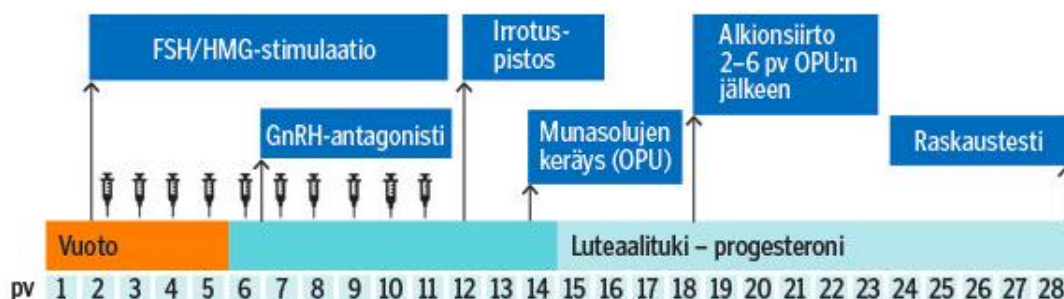 FSH/HMG-stimulaatio
Irrotus-
pistos
Alkionsiirto
2–6 pv OPU:n
jälkeen
GnRH-antagonisti
Munasolujen
keräys (OPU)
Raskaustesti
Vuoto
Luteaalituki – progesteroni
pv 1 2 3 4 5 6 7 8 9 10 11 12 13 14 15 16 17 18 19 20 21 22 23 24 25 26 27 28